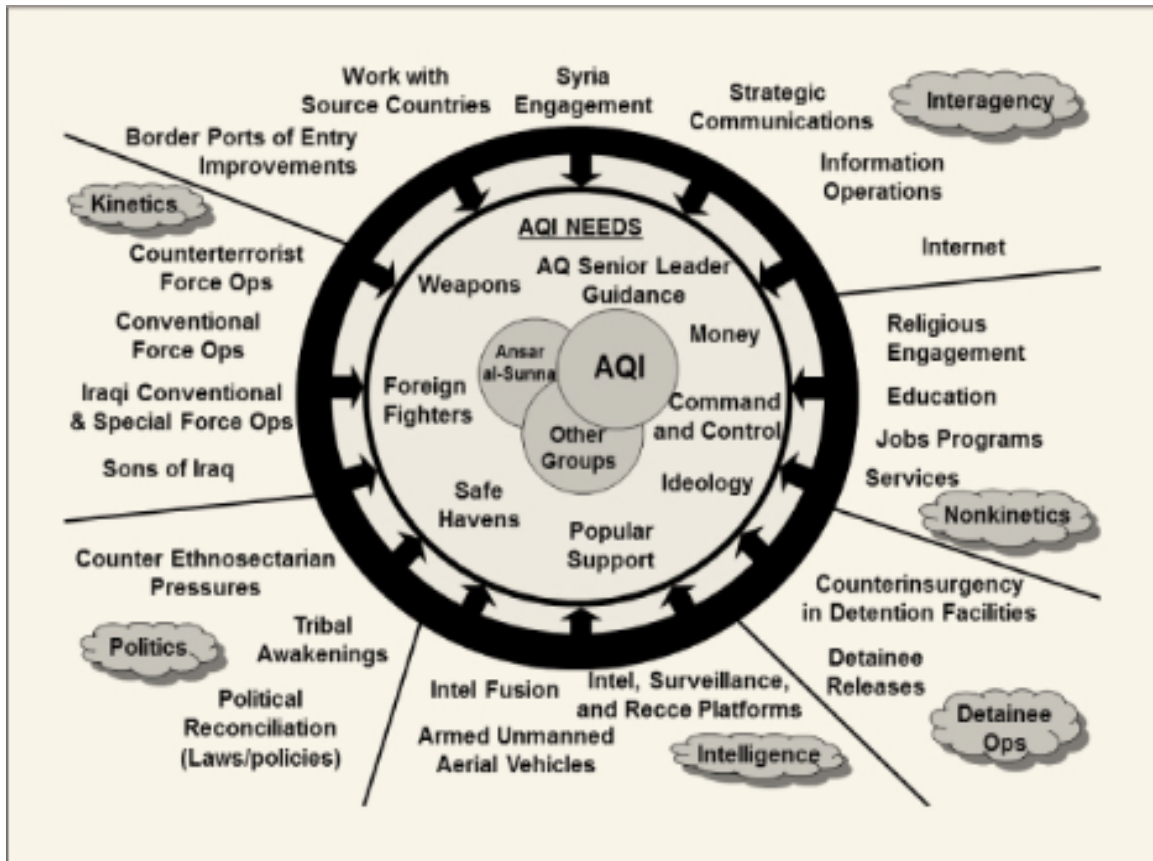 Work with
Source Countries
Syria
Engagement
Strategic
Communications
Interagency
Border Ports of Entry
Improvements
Information
Operations
Internet
Kinetics
Counterterrorist
Force Ops
Conventional
Force Ops
Iraqi Conventional
& Special Force Ops
Sons of Iraq
AQI NEEDS
Weapons
AQ Senior Leader
Guidance
Money
Ansar
al-Sunna
AQI
Foreign
Fighters
Command
and Control
Other
Groups
Ideology
Safe
Havens
Popular
Support
Religious
Engagement
Education
Jobs Programs
Services
Nonkinetics
Counter Ethnosectarian
Pressures
Politics
Tribal
Awakenings
Political
Reconciliation
(Laws/policies)
Intel Fusion
Intel, Surveillance,
and Recce Platforms
Armed Unmanned
Aerial Vehicles
Intelligence
Counterinsurgency
in Detention Facilities
Detainee
Releases
Detainee
Ops